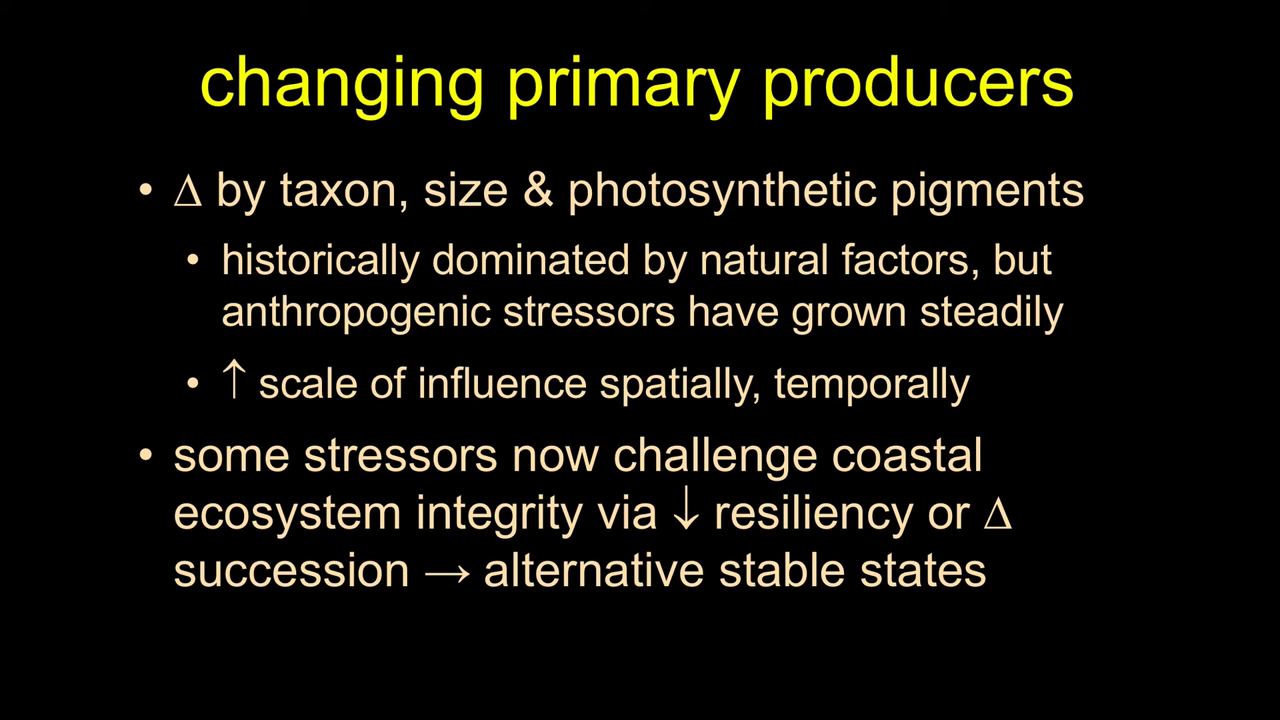 changing primary producers
• Δ by taxon, size & photosynthetic pigments
• historically dominated by natural factors, but
anthropogenic stressors have grown steadily
• ↑ scale of influence spatially, temporally
• some stressors now challenge coastal
ecosystem integrity via ↓ resiliency or Δ
succession → alternative stable states